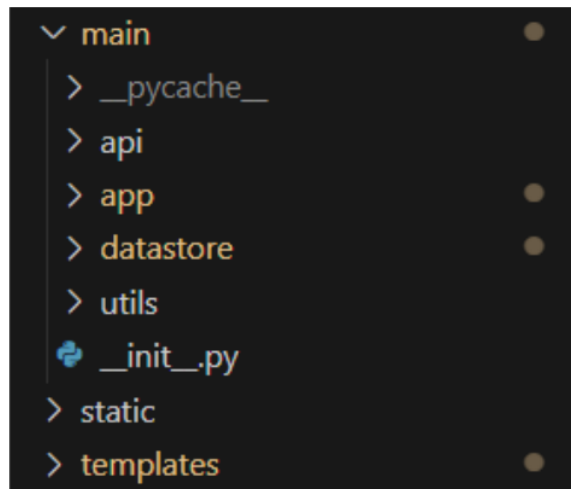 main
__pycache__
api
app
datastore
utils
__init__.py
static
templates